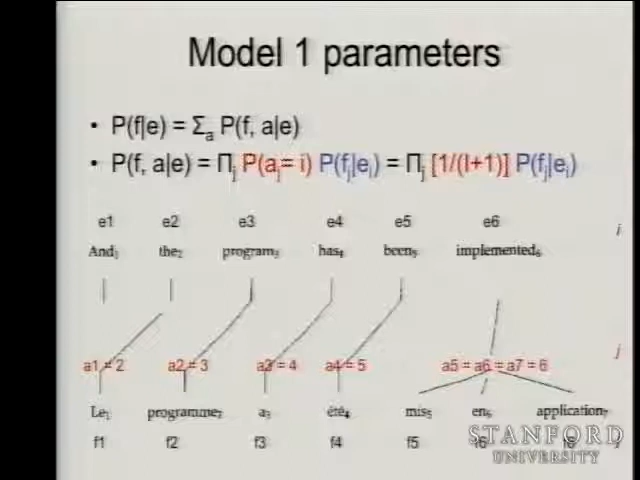 Model 1 parameters
• P(f|e) = Σa P(f, a|e)
• P(f, a|e) = Πj P(aj= i) P(fj|ei) = Πj [1/(I+1)] P(fj|ei)
e1 e2 e3 e4 e5 e6
i
And1 the2 program3 has4 been5 implemented6
j
a1 = 2 a2 = 3 a3 = 4 a4 = 5 a5 = a6 = a7 = 6
Le1 programme2 a3 été4 mis5 en6 application7
f1 f2 f3 f4 f5 f6
STANFORD
UNIVERSITY